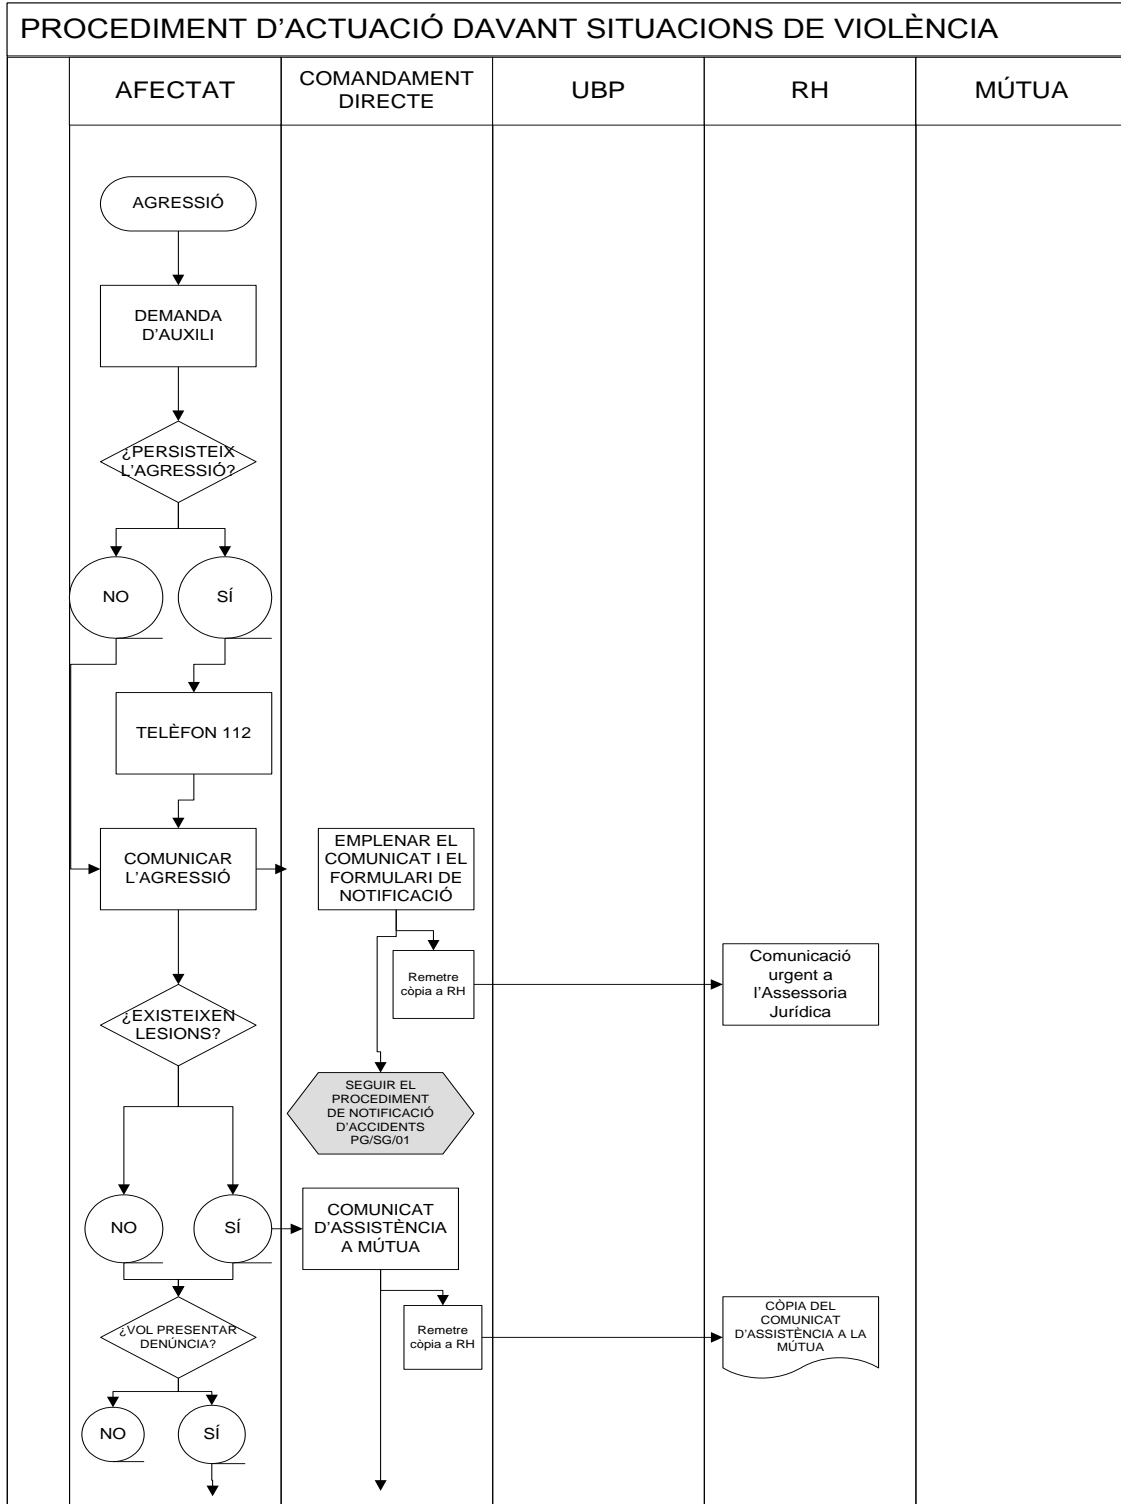 PROCEDIMENT D'ACTUACIÓ DAVANT SITUACIONS DE VIOLÈNCIA
AFECTAT
COMANDAMENT
DIRECTE
UBP
RH
MÚTUA
AGRESSIÓ
DEMANDA
D'AUXILI
¿PERSISTEIX
L'AGRESSIÓ?
NO
SÍ
TELÈFON 112
COMUNICAR
L'AGRESSIÓ
EMPLENAR EL
COMUNICAT I EL
FORMULARI DE
NOTIFICACIÓ
Remetre
còpia a RH
Comunicació
urgent a
l'Assessoria
Jurídica
¿EXISTEIXEN
LESIONS?
SEGUIR EL
PROCEDIMENT
DE NOTIFICACIÓ
D'ACCIDENTS
PG/SG/01
NO
SÍ
COMUNICAT
D'ASSISTÈNCIA
A MÚTUA
¿VOL PRESENTAR
DENÚNCIA?
Remetre
còpia a RH
CÒPIA DEL
COMUNICAT
D'ASSISTÈNCIA A LA
MÚTUA
NO
SÍ